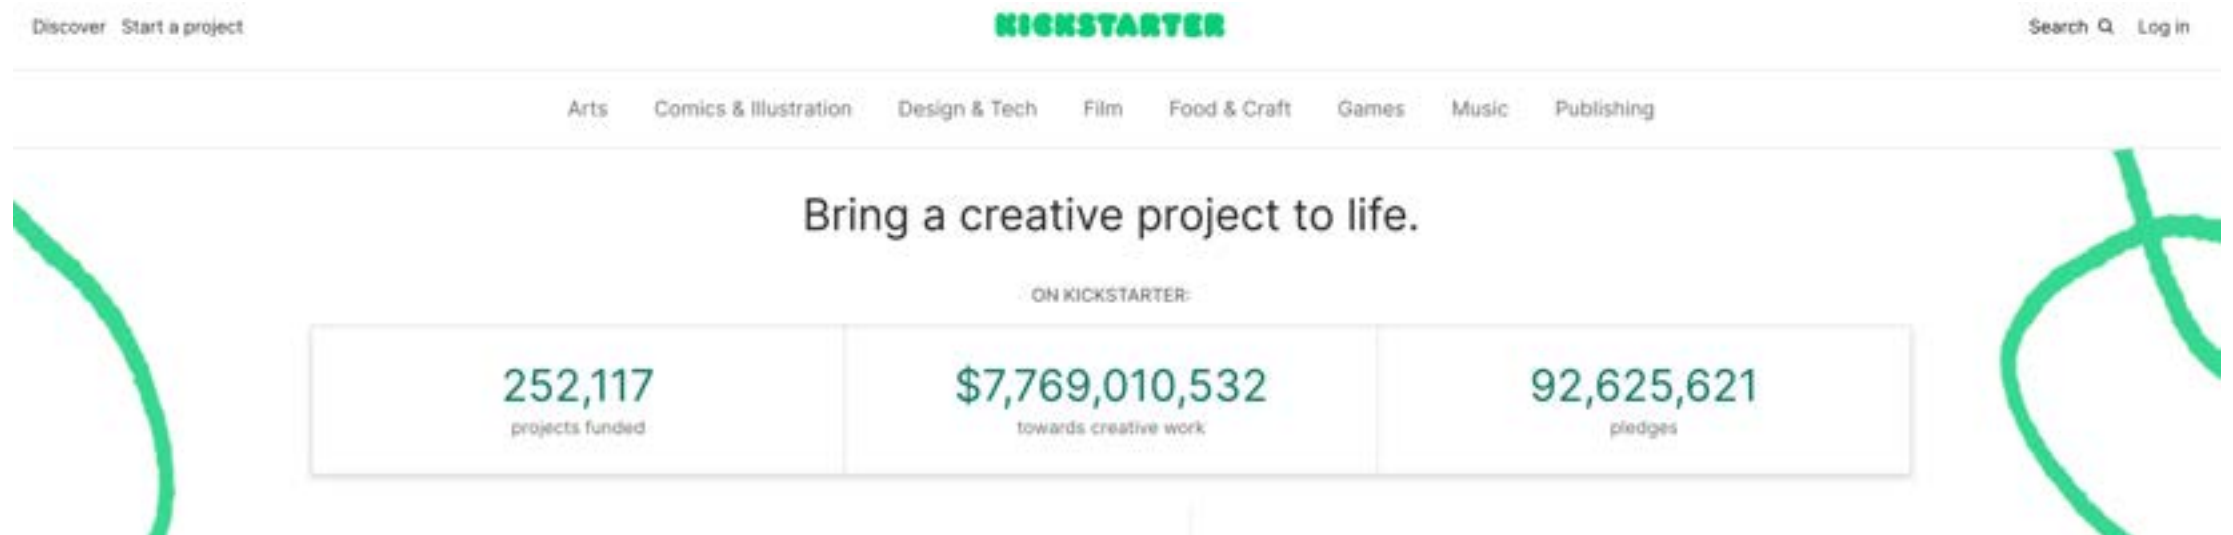 Discover Start a project KICKSTARTER Search Log in
Arts Comics & Illustration Design & Tech Film Food & Craft Games Music Publishing
Bring a creative project to life.
ON KICKSTARTER:
252,117 $7,769,010,532 92,625,621
projects funded towards creative work pledges